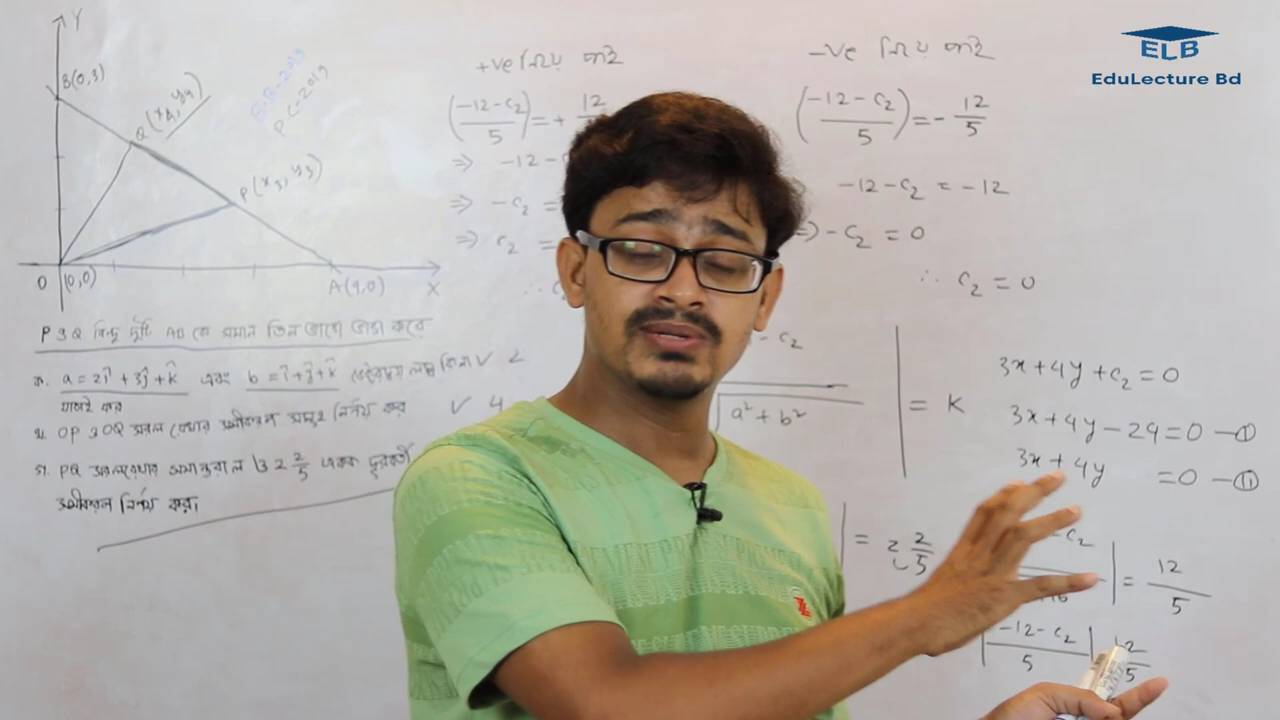 ELB
EduLecture Bd
Y
B(0,3)
Q(x₄, y₄)
P(x₃, y₃)
O (0,0)
A(4,0)
X
P ও Q বিন্দু দুটি AB কে সমান তিন ভাগে ভাগ করে
ক. a = 2î + 3ĵ + k̂ এবং b = î + ĵ + k̂
যাচাই কর
খ. OP ও OQ সরল রেখার সমীকরণ নির্ণয় কর
গ. PQ সরলরেখার সমান্তরাল ও 2 2/5 একক দূরবর্তী
সমীকরণ নির্ণয় কর।
+ve নিয়ে পাই
(-12-c₂/5) = + 12
⇒ -12-
⇒ -c₂ =
⇒ c₂ =
-ve নিয়ে পাই
(-12-c₂/5) = - 12/5
-12-c₂ = -12
⇒ -c₂ = 0
∴ c₂ = 0
- c₂
√a²+b²
= K
3x+4y+c₂=0
3x+4y-24=0 —①
3x+4y =0 —⑪
= 2 2/5
-c₂ | = 12/5
|-12-c₂/5| 12/5